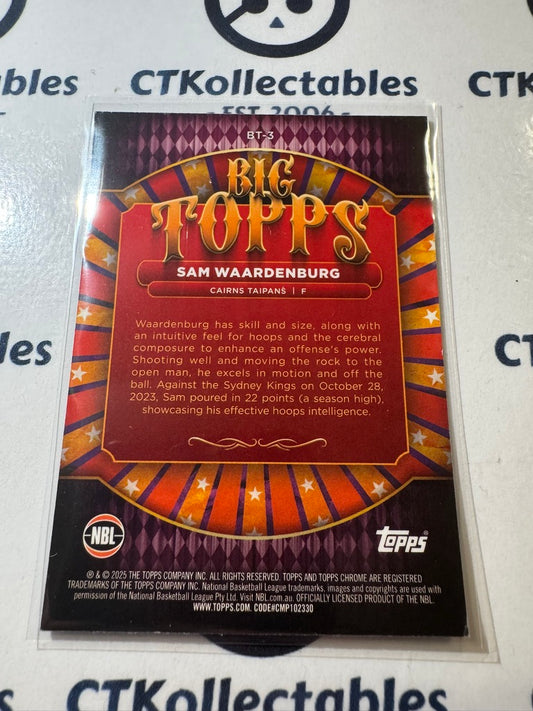 CTKollectables
EST 2006 -
BT-3
BIG
TOPPS
SAM WAARDENBURG
CAIRNS TAIPANS | F
Waardenburg has skill and size, along with
an intuitive feel for hoops and the cerebral
composure to enhance an offense's power.
Shooting well and moving the rock to the
open man, he excels in motion and off the
ball. Against the Sydney Kings on October 28,
2023, Sam poured in 22 points (a season high),
showcasing his effective hoops intelligence.
NBL
topps
® & © 2025 THE TOPPS COMPANY INC. ALL RIGHTS RESERVED. TOPPS AND TOPPS CHROME ARE REGISTERED
TRADEMARKS OF THE TOPPS COMPANY INC. National Basketball League trademarks, images and copyrights are used with
permission of the National Basketball League Pty Ltd. Visit NBL.com.au. OFFICIALLY LICENSED PRODUCT OF THE NBL.
WWW.TOPPS.COM. CODE#CMP102330
CTKollectables